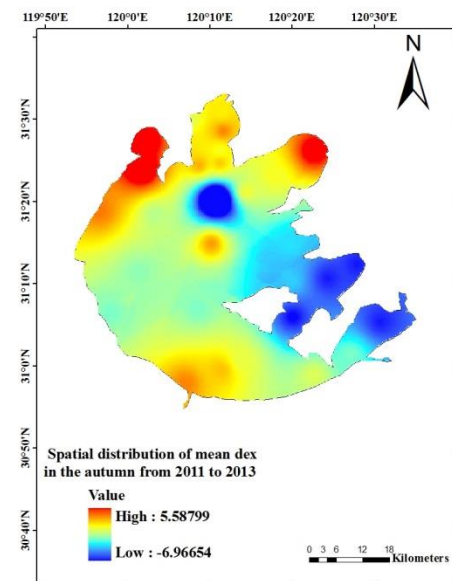 119°50'E 120°0'E 120°10'E 120°20'E 120°30'E
N
31°30'N
31°20'N
31°10'N
31°0'N
30°50'N
30°40'N
Spatial distribution of mean dex
in the autumn from 2011 to 2013
Value
High : 5.58799
Low : -6.96654
0 3 6 12 18
Kilometers